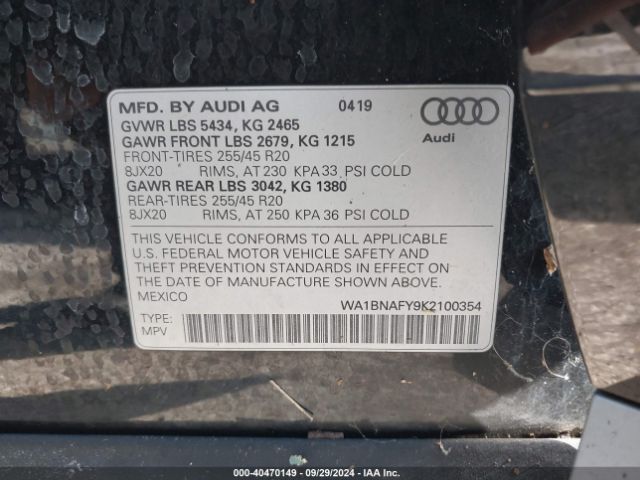 MFD. BY AUDI AG 0419
GVWR LBS 5434, KG 2465
GAWR FRONT LBS 2679, KG 1215
Audi
FRONT-TIRES 255/45 R20
8JX20 RIMS, AT 230 KPA 33 PSI COLD
GAWR REAR LBS 3042, KG 1380
REAR-TIRES 255/45 R20
8JX20 RIMS, AT 250 KPA 36 PSI COLD
THIS VEHICLE CONFORMS TO ALL APPLICABLE
U.S. FEDERAL MOTOR VEHICLE SAFETY AND
THEFT PREVENTION STANDARDS IN EFFECT ON
THE DATE OF MANUFACTURE SHOWN ABOVE.
MEXICO WA1BNAFY9K2100354
TYPE:
MPV
000-40470149 - 09/29/2024 - IAA Inc.